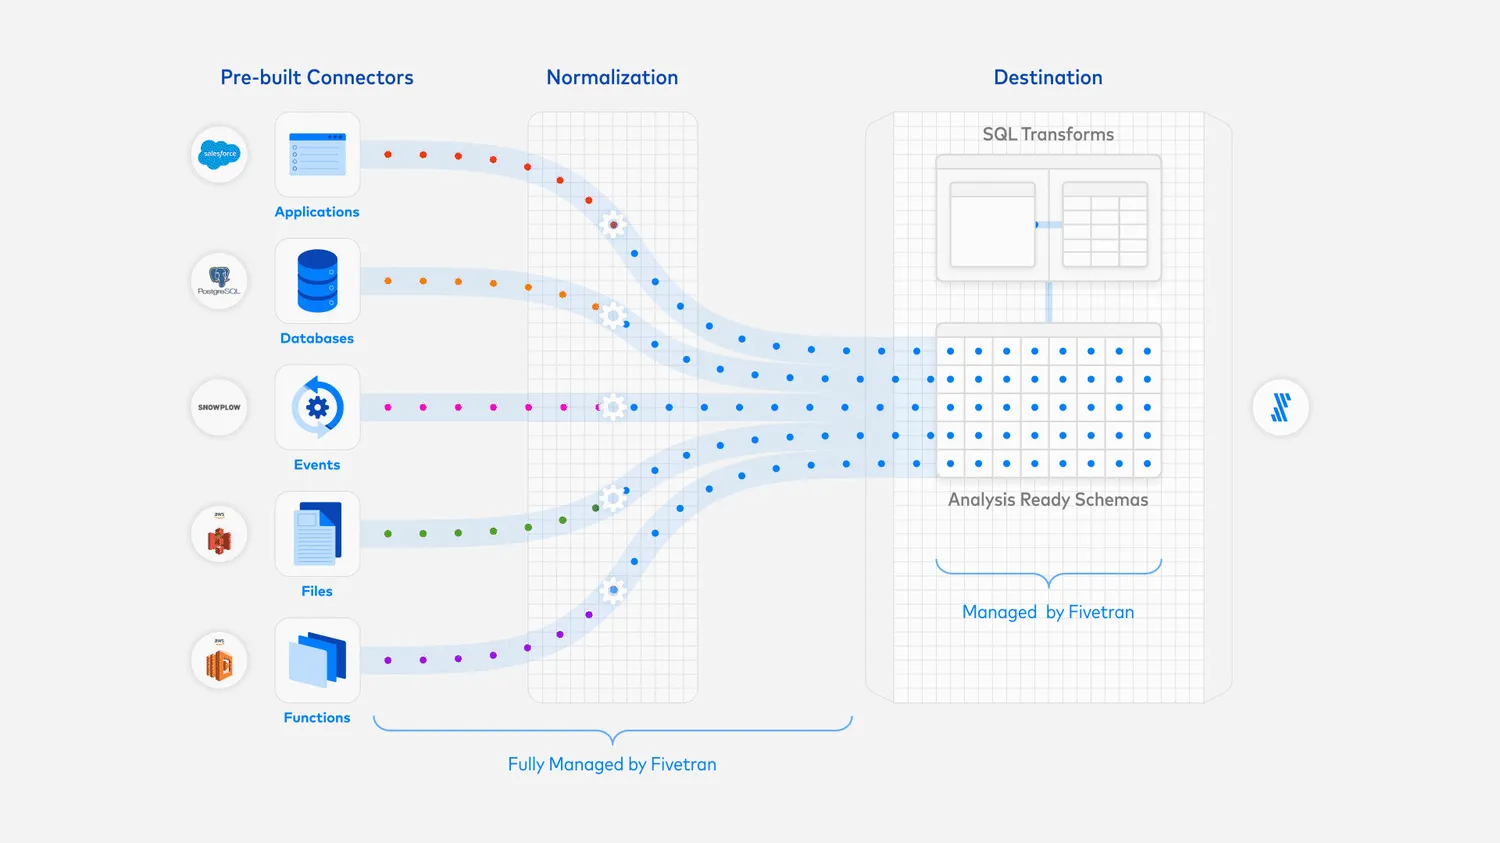 Pre-built Connectors
Normalization
Destination
SQL Transforms
salesforce
Applications
PostgreSQL
Databases
SNOWPLOW
Events
aws
Files
aws
Functions
Analysis Ready Schemas
Managed by Fivetran
Fully Managed by Fivetran